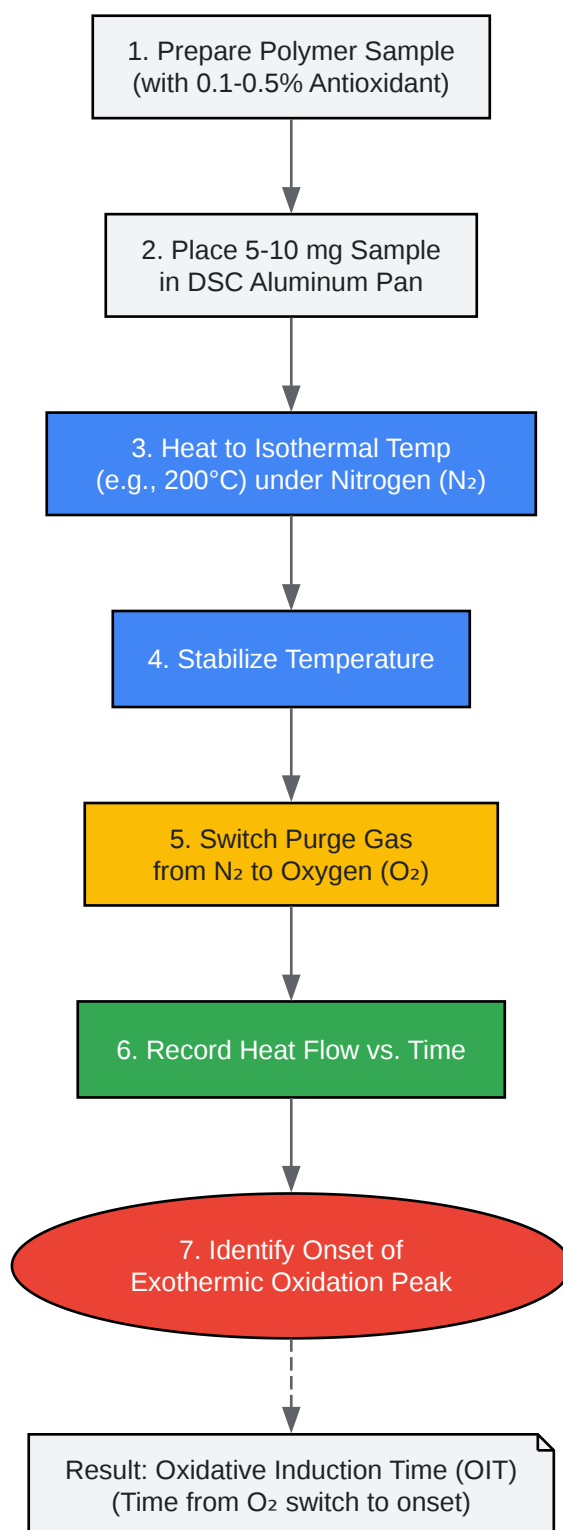 1. Prepare Polymer Sample
(with 0.1-0.5% Antioxidant)
2. Place 5-10 mg Sample
in DSC Aluminum Pan
3. Heat to Isothermal Temp
(e.g., 200°C) under Nitrogen (N₂)
4. Stabilize Temperature
5. Switch Purge Gas
from N₂ to Oxygen (O₂)
6. Record Heat Flow vs. Time
7. Identify Onset of
Exothermic Oxidation Peak
Result: Oxidative Induction Time (OIT)
(Time from O₂ switch to onset)